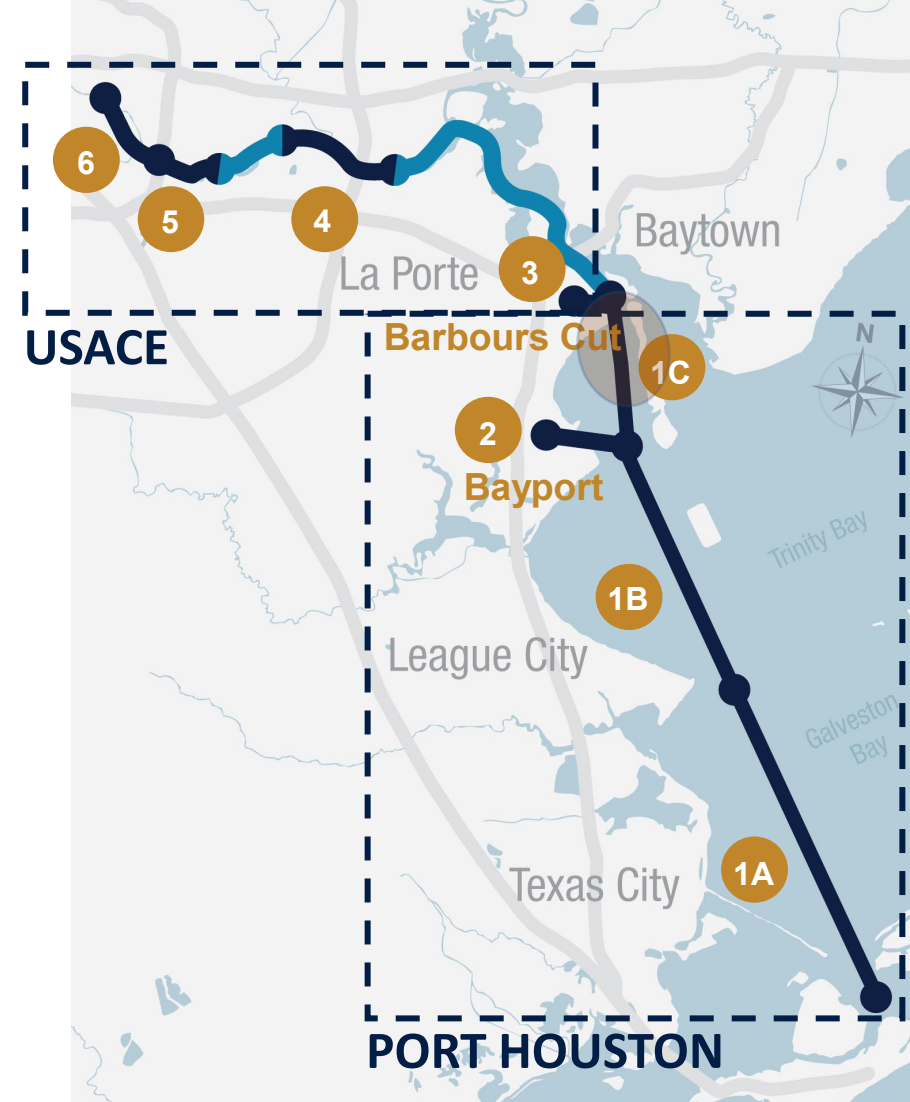 6
5
4
3
Baytown
La Porte
USACE
Barbours Cut
1C
N
2
Bayport
Trinity Bay
1B
League City
Galveston
Bay
1A
Texas City
PORT HOUSTON